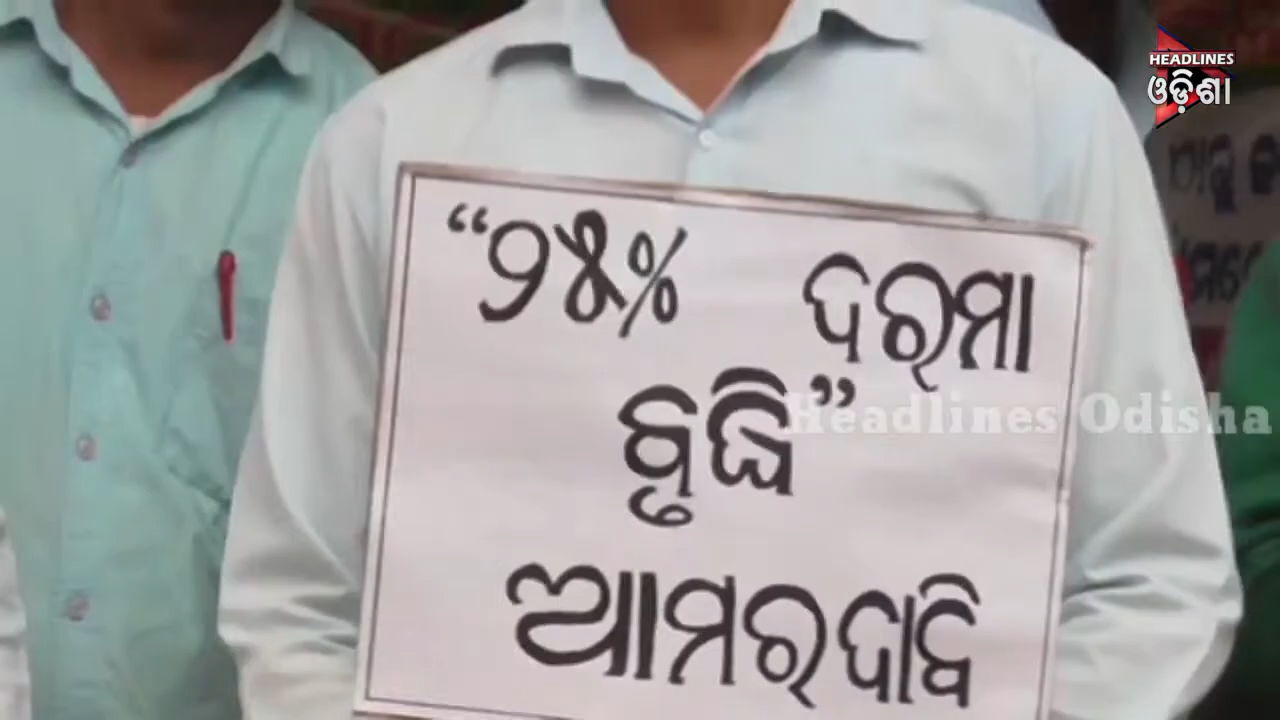 HEADLINES
ଓଡ଼ିଶା
“୨୫% ଦରମା
ବୃଦ୍ଧି”
Headlines Odisha
ଆମର ଦାବି